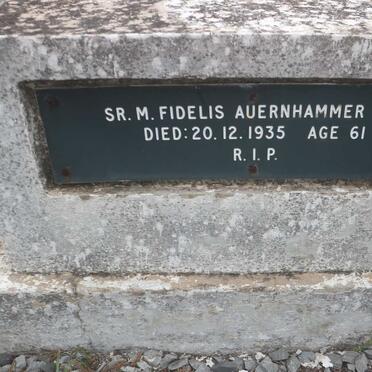 SR. M. FIDELIS AUERNHAMMER
DIED: 20. 12. 1935 AGE 61
R. I. P.